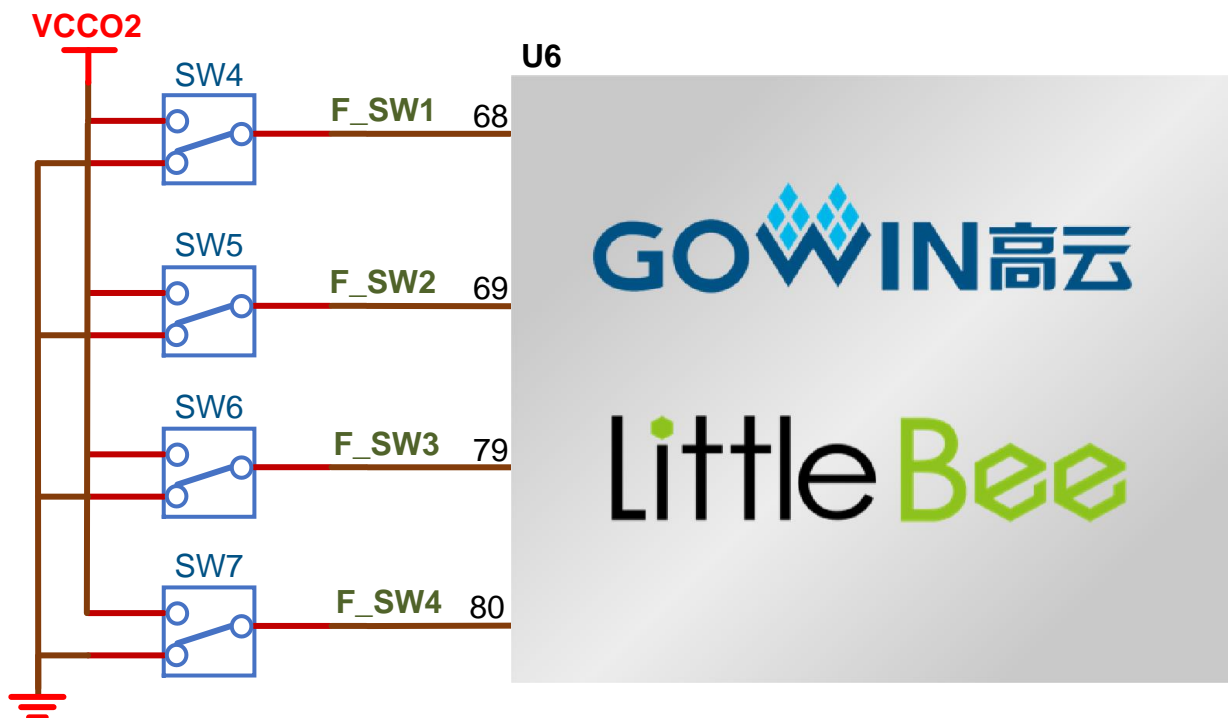 VCCO2
U6
SW4
F_SW1 68
SW5
F_SW2 69
SW6
F_SW3 79
SW7
F_SW4 80
GOWIN高云
LittleBee